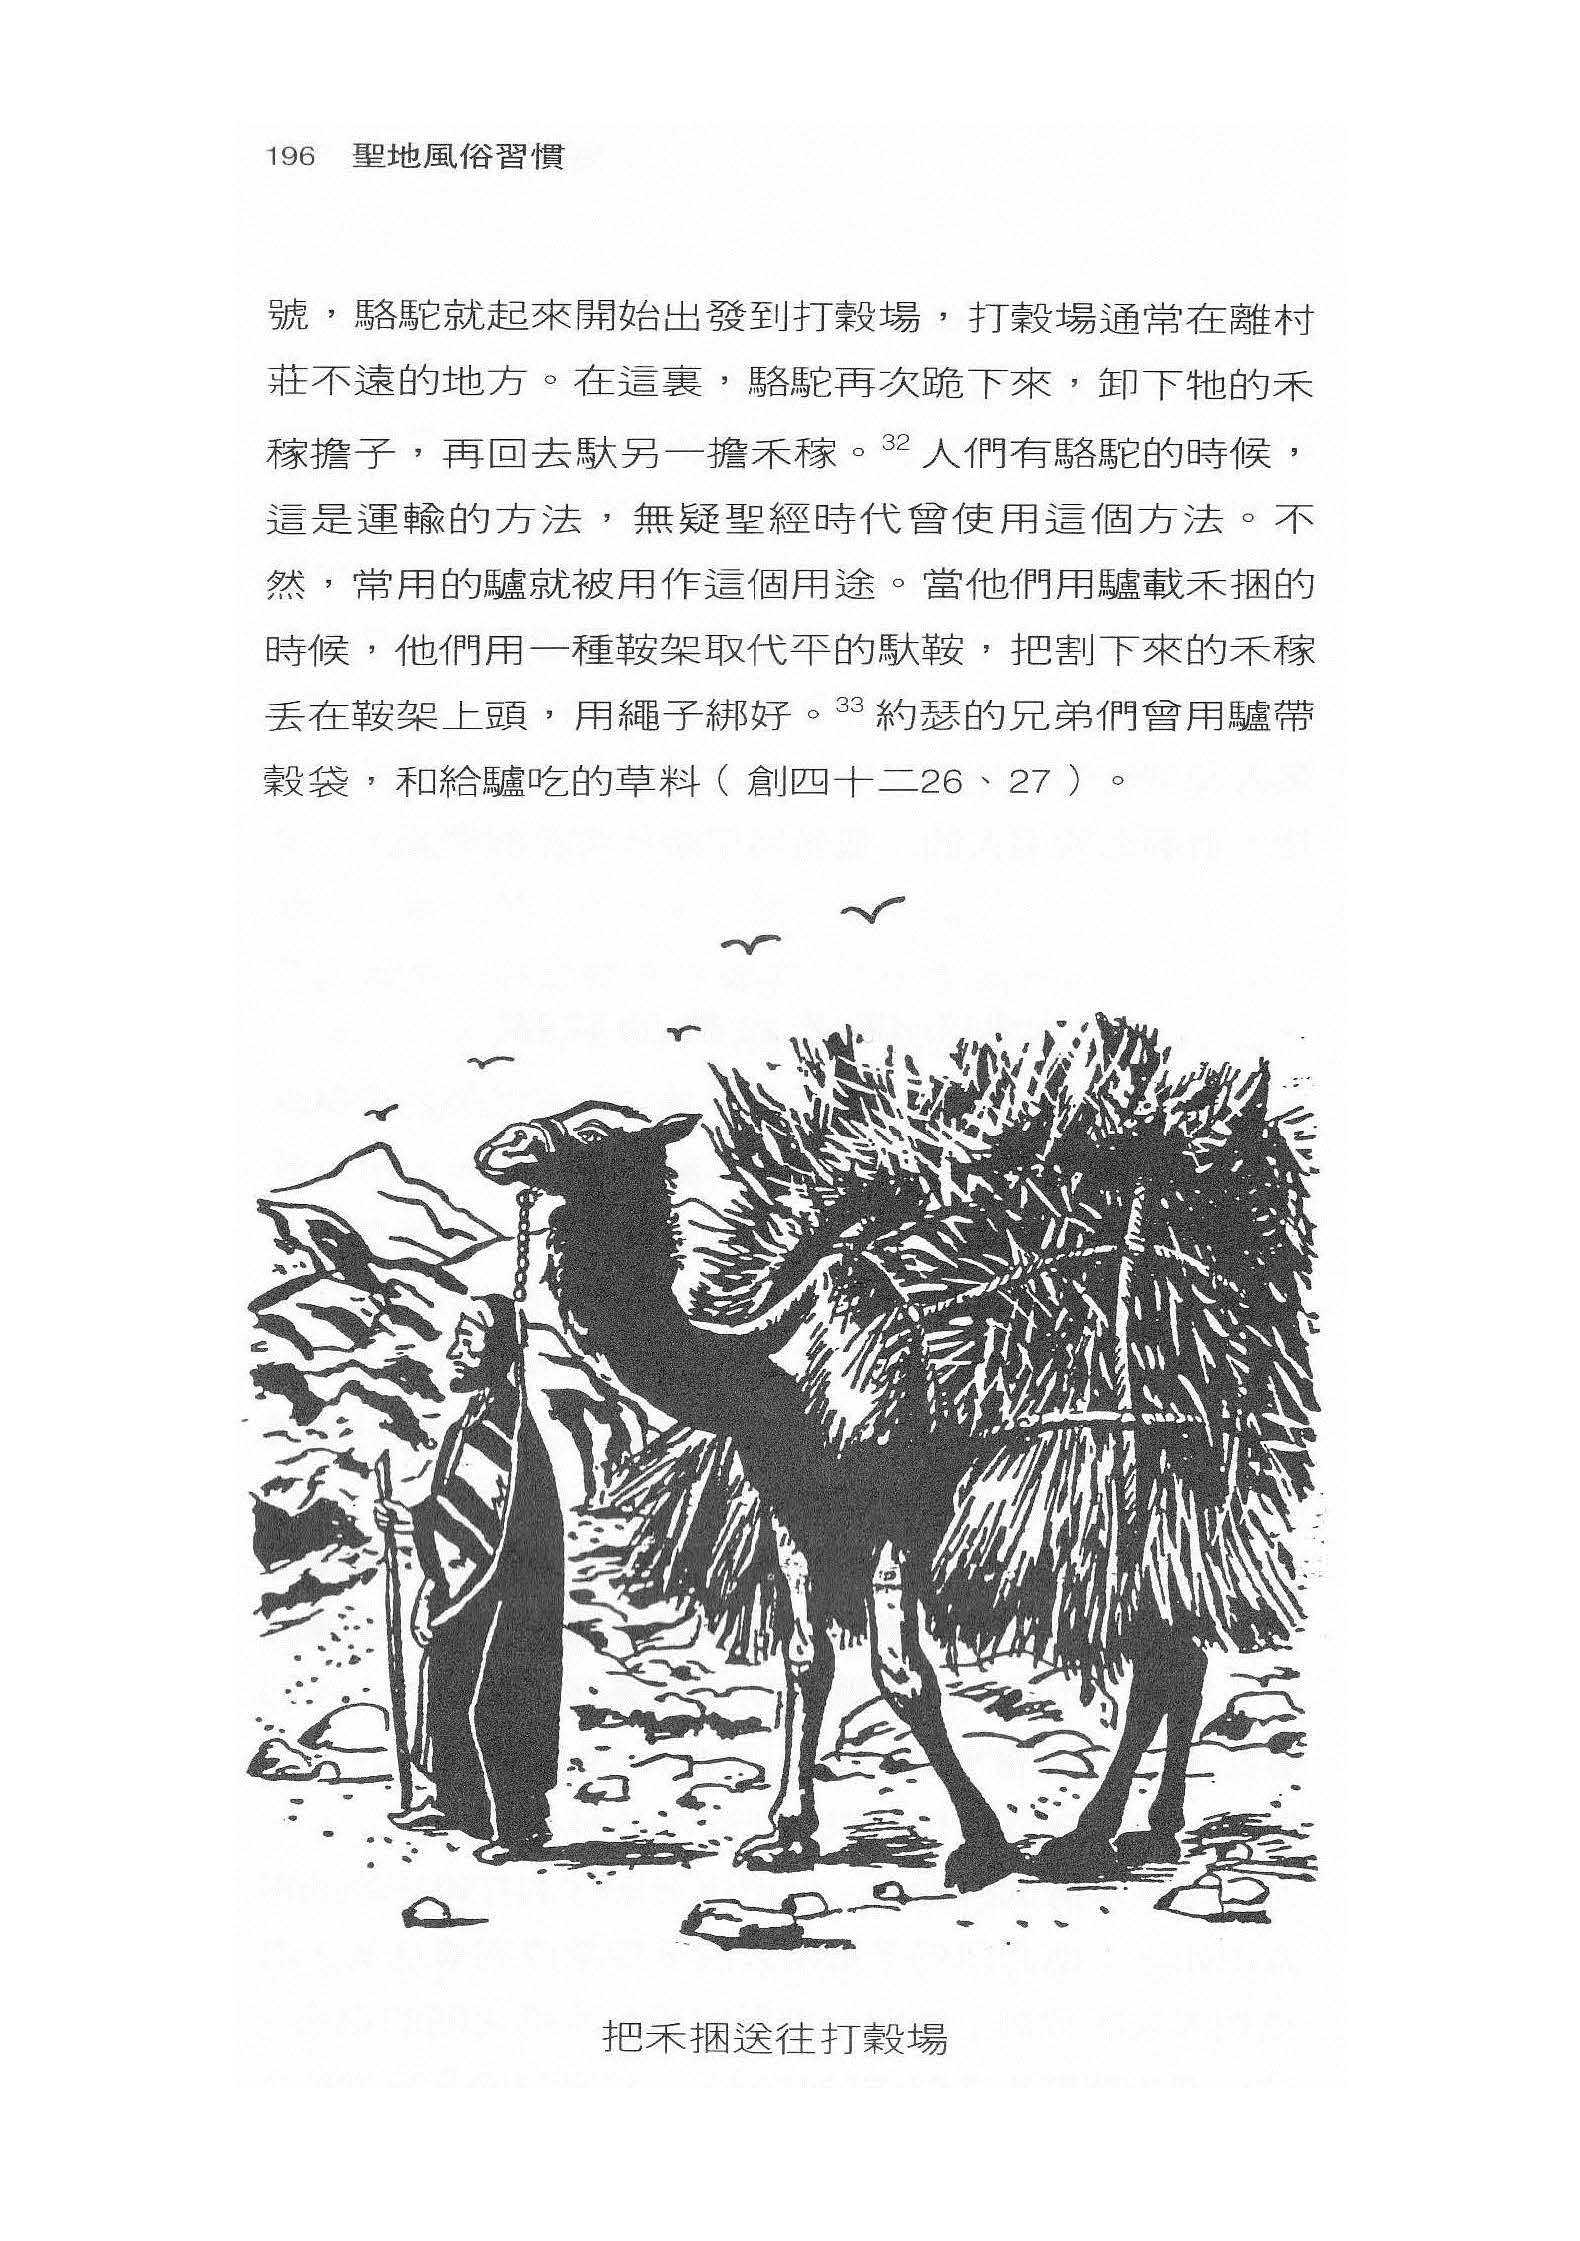 196 聖地風俗習慣
號，駱駝就起來開始出發到打穀場，打穀場通常在離村
莊不遠的地方。在這裏，駱駝再次跪下來，卸下牠的禾
稼擔子，再回去馱另一擔禾稼。32 人們有駱駝的時候，
這是運輸的方法，無疑聖經時代曾使用這個方法。不
然，常用的驢就被用作這個用途。當他們用驢載禾捆的
時候，他們用一種鞍架取代平的馱鞍，把割下來的禾稼
丟在鞍架上頭，用繩子綁好。33 約瑟的兄弟們曾用驢帶
穀袋，和給驢吃的草料（創四十二26、27）。
把禾捆送往打穀場